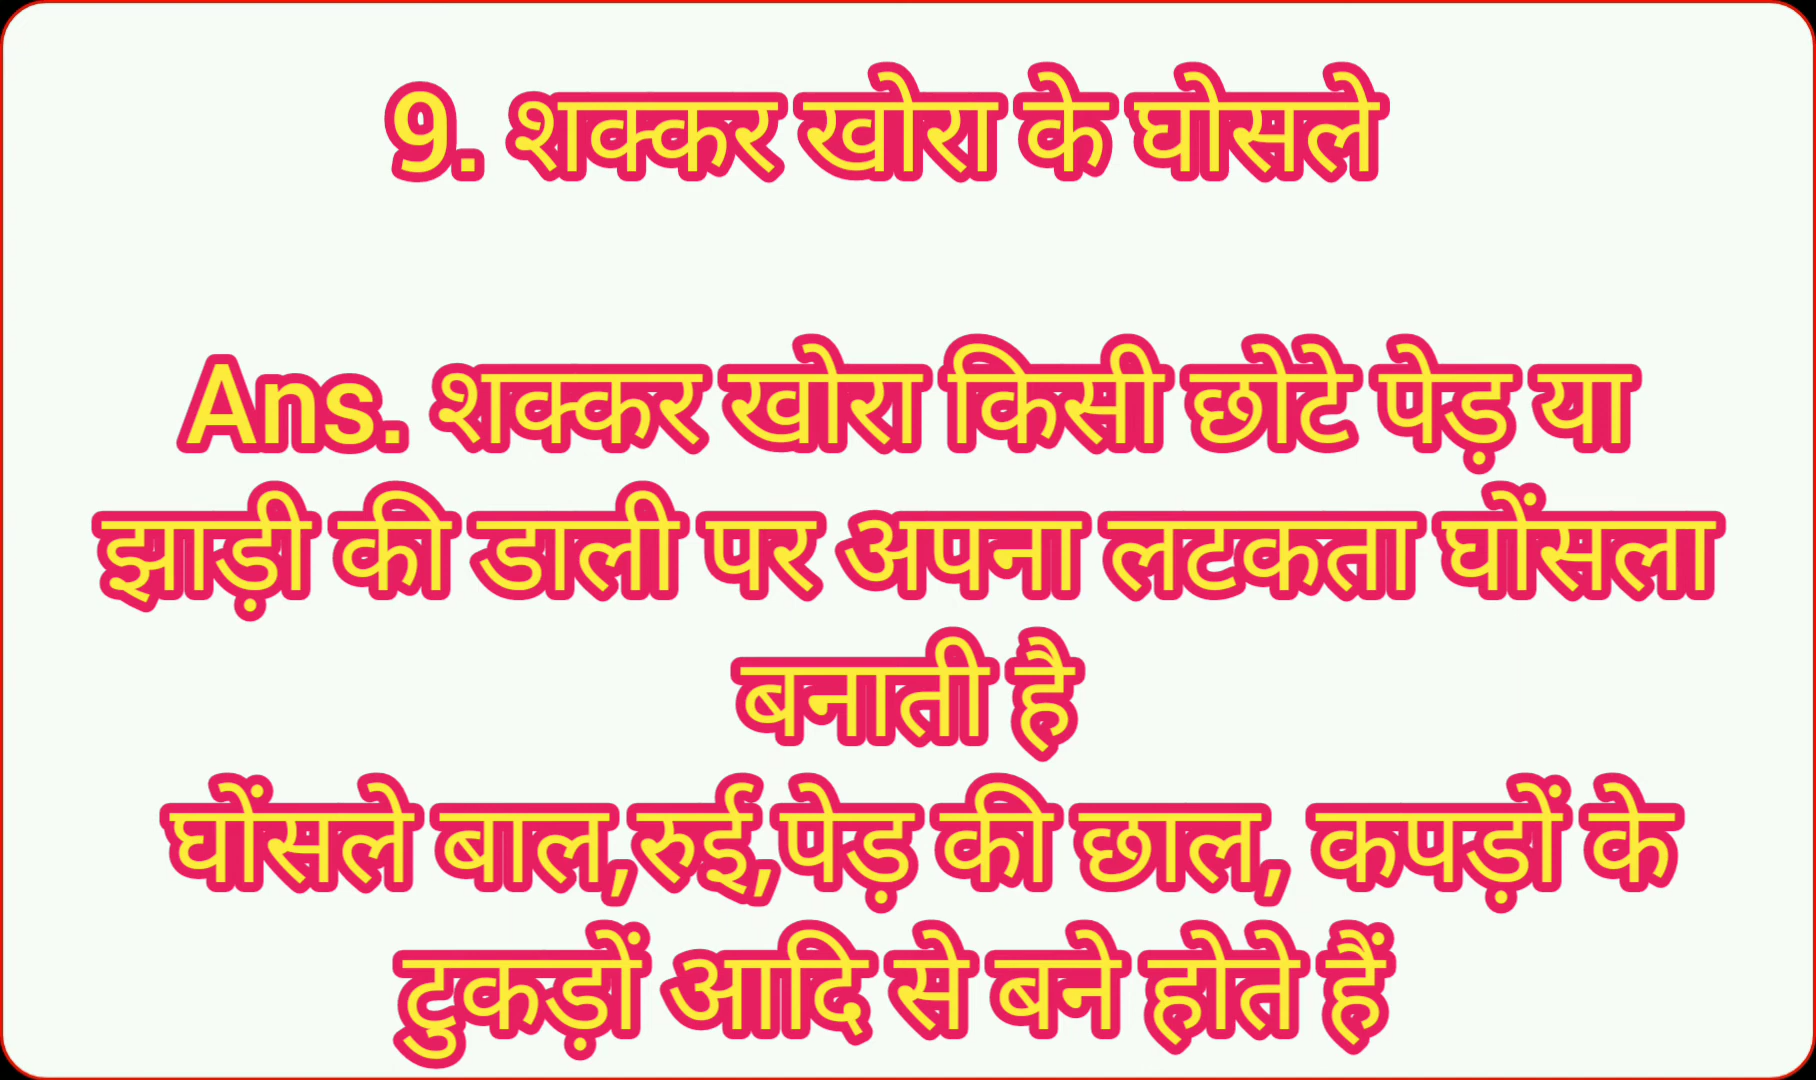 9. शक्कर खोरा के घोसले
Ans. शक्कर खोरा किसी छोटे पेड़ या
झाड़ी की डाली पर अपना लटकता घोंसला
बनाती है
घोंसले बाल,रुई,पेड़ की छाल, कपड़ों के
टुकड़ों आदि से बने होते हैं